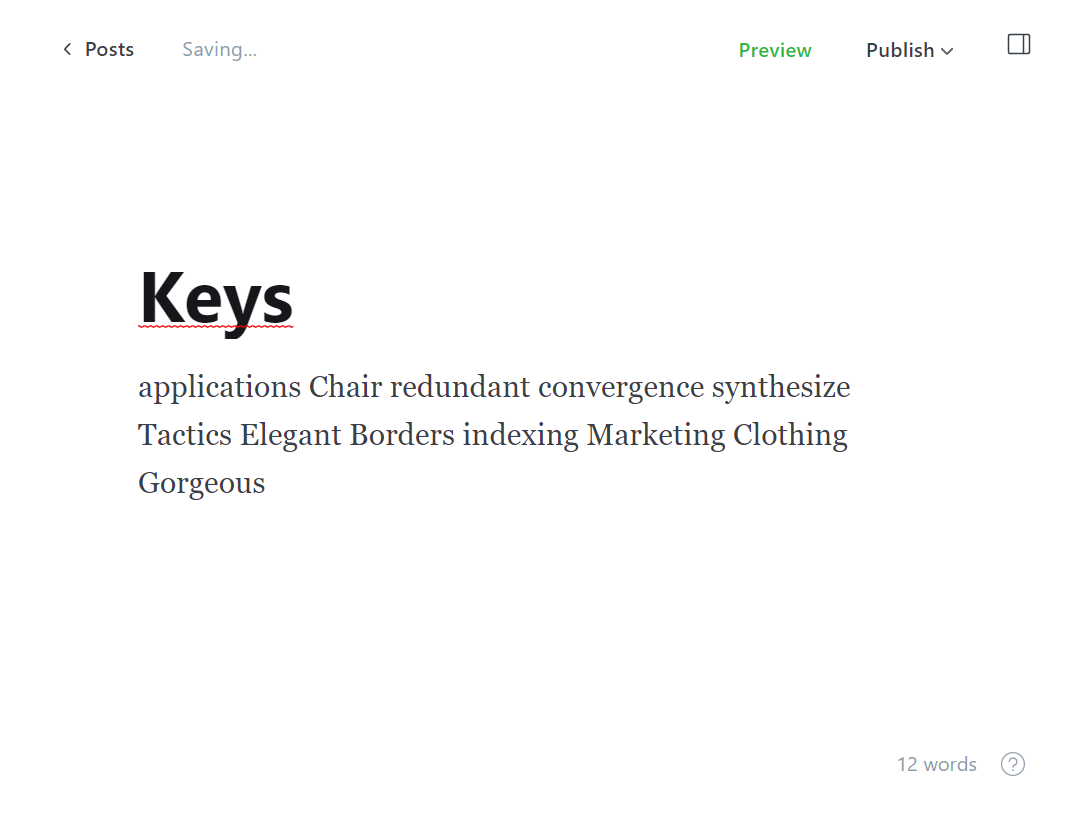 Posts
Saving...
Preview
Publish
Keys
applications Chair redundant convergence synthesize
Tactics Elegant Borders indexing Marketing Clothing
Gorgeous
12 words
?